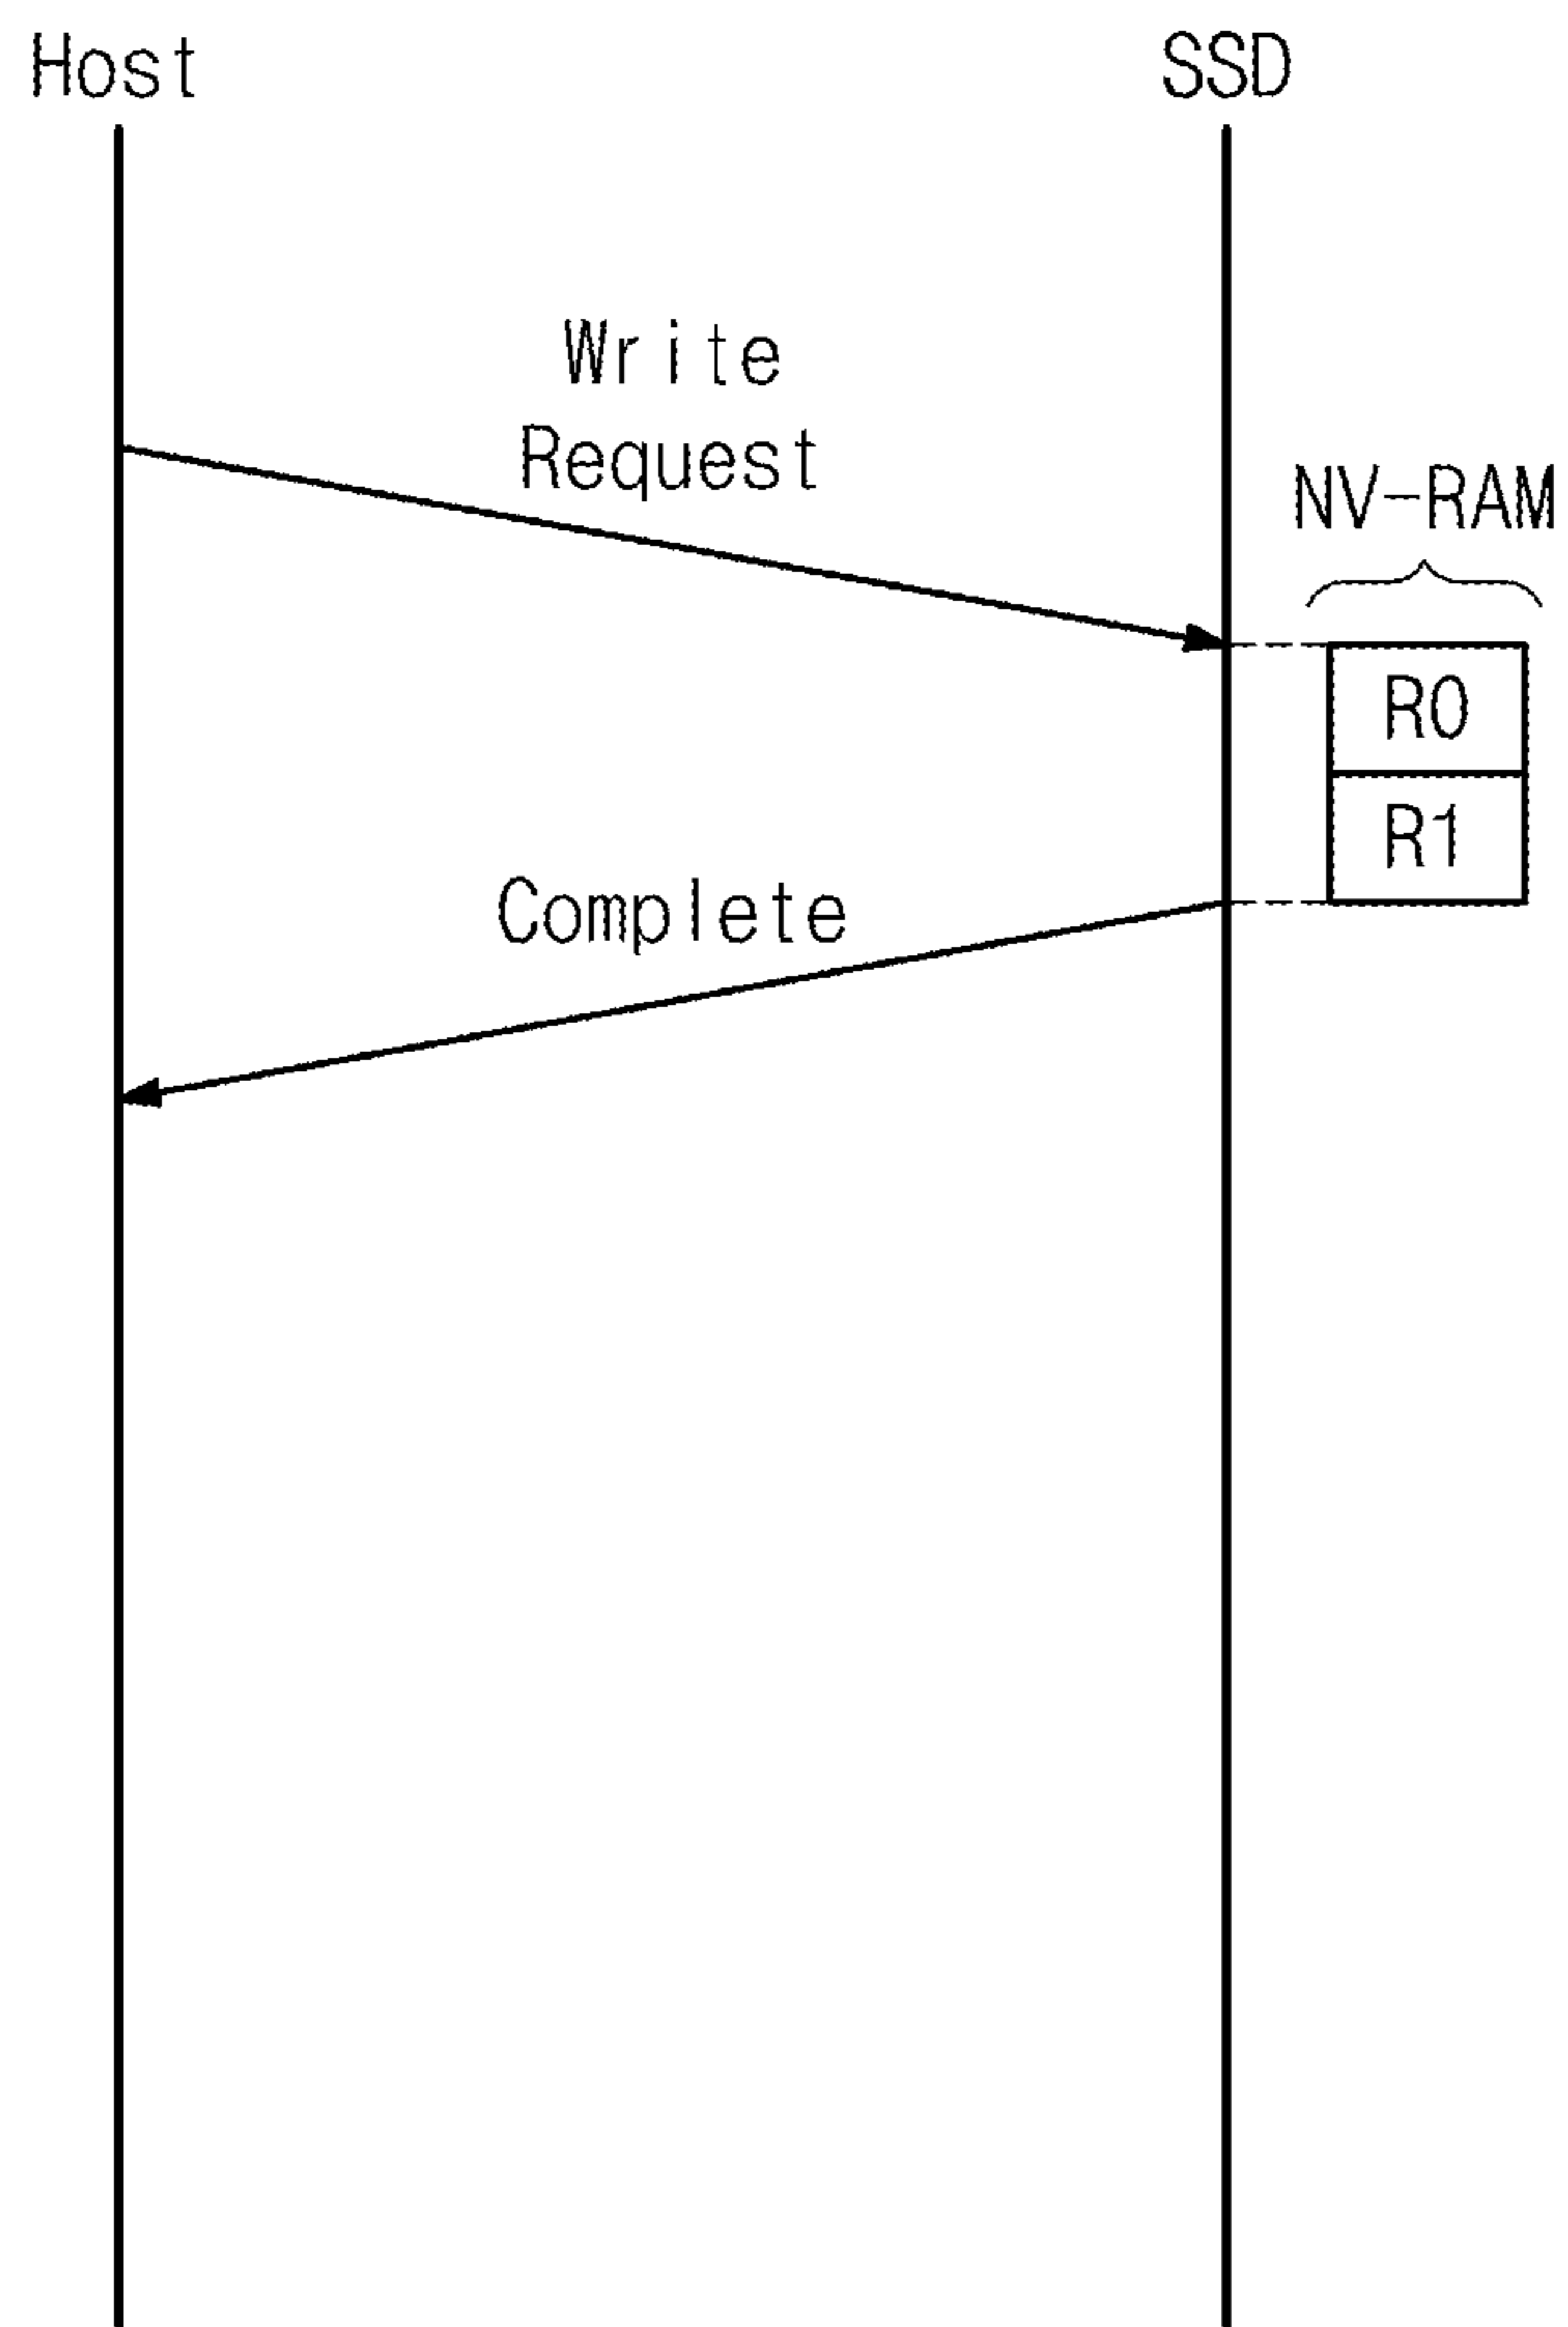 Host
SSD
Write
Request
NV-RAM
R0
R1
Complete